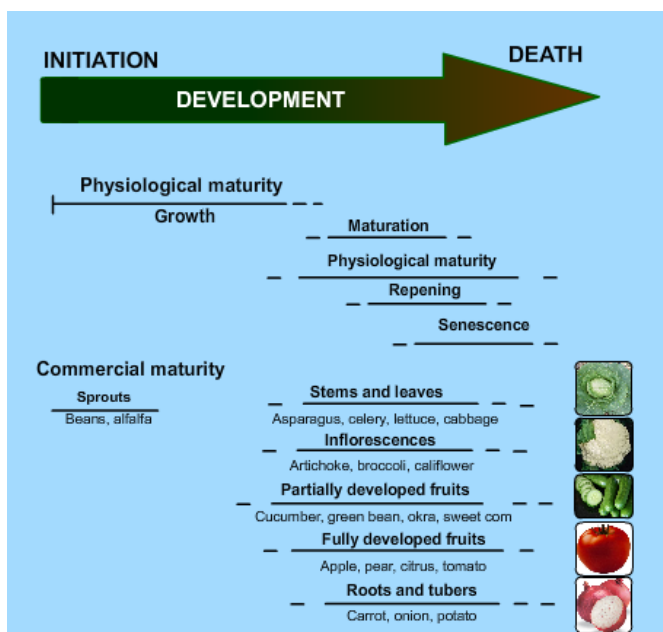 INITIATION
DEATH
DEVELOPMENT
Physiological maturity
Growth
Maturation
Physiological maturity
Repening
Senescence
Commercial maturity
Sprouts
Beans, alfalfa
Stems and leaves
Asparagus, celery, lettuce, cabbage
Inflorescences
Artichoke, broccoli, califlower
Partially developed fruits
Cucumber, green bean, okra, sweet corn
Fully developed fruits
Apple, pear, citrus, tomato
Roots and tubers
Carrot, onion, potato